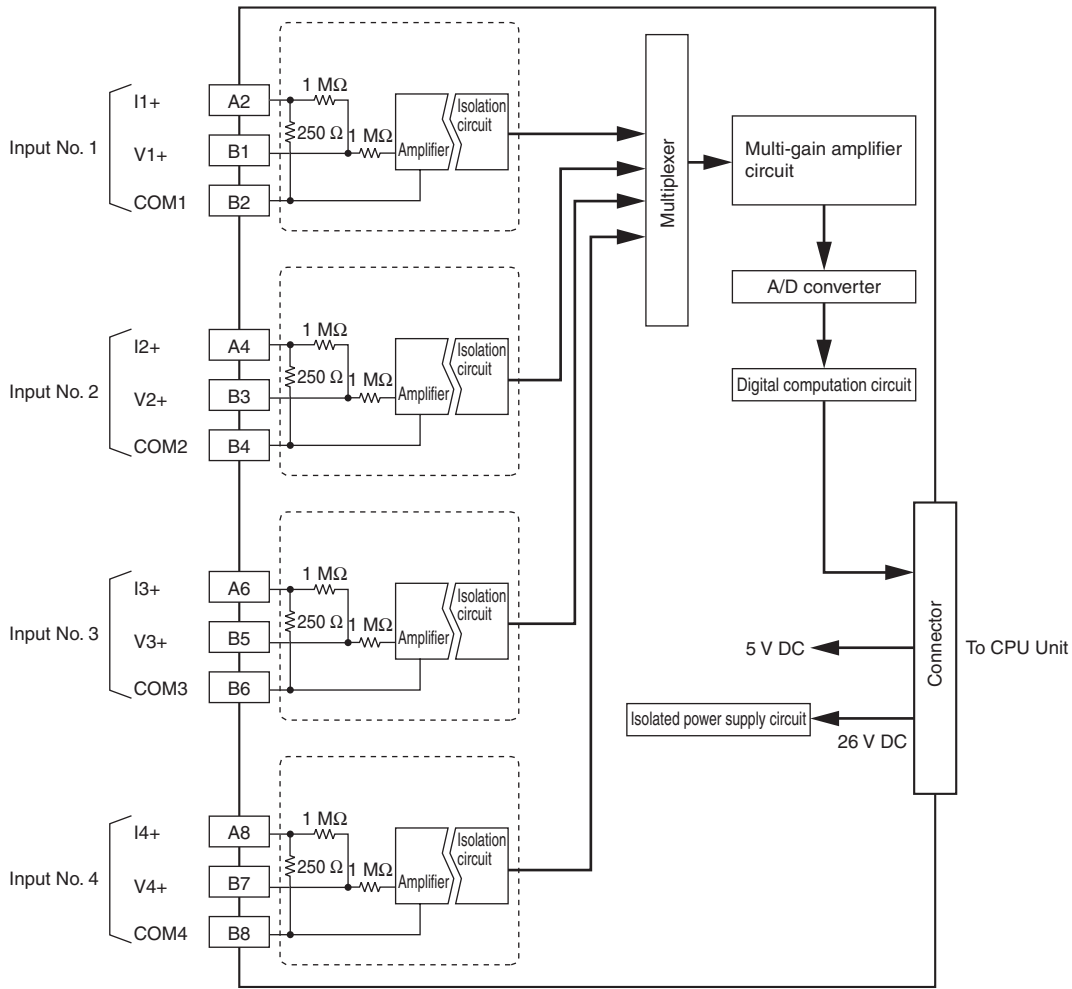 Input No. 1
I1+
V1+
COM1
A2
B1
B2
1 MΩ
250 Ω
1 MΩ
Amplifier
Isolation
circuit
Input No. 2
I2+
V2+
COM2
A4
B3
B4
1 MΩ
250 Ω
1 MΩ
Amplifier
Isolation
circuit
Input No. 3
I3+
V3+
COM3
A6
B5
B6
1 MΩ
250 Ω
1 MΩ
Amplifier
Isolation
circuit
Input No. 4
I4+
V4+
COM4
A8
B7
B8
1 MΩ
250 Ω
1 MΩ
Amplifier
Isolation
circuit
Multiplexer
Multi-gain amplifier
circuit
A/D converter
Digital computation circuit
Connector
To CPU Unit
5 V DC
Isolated power supply circuit
26 V DC